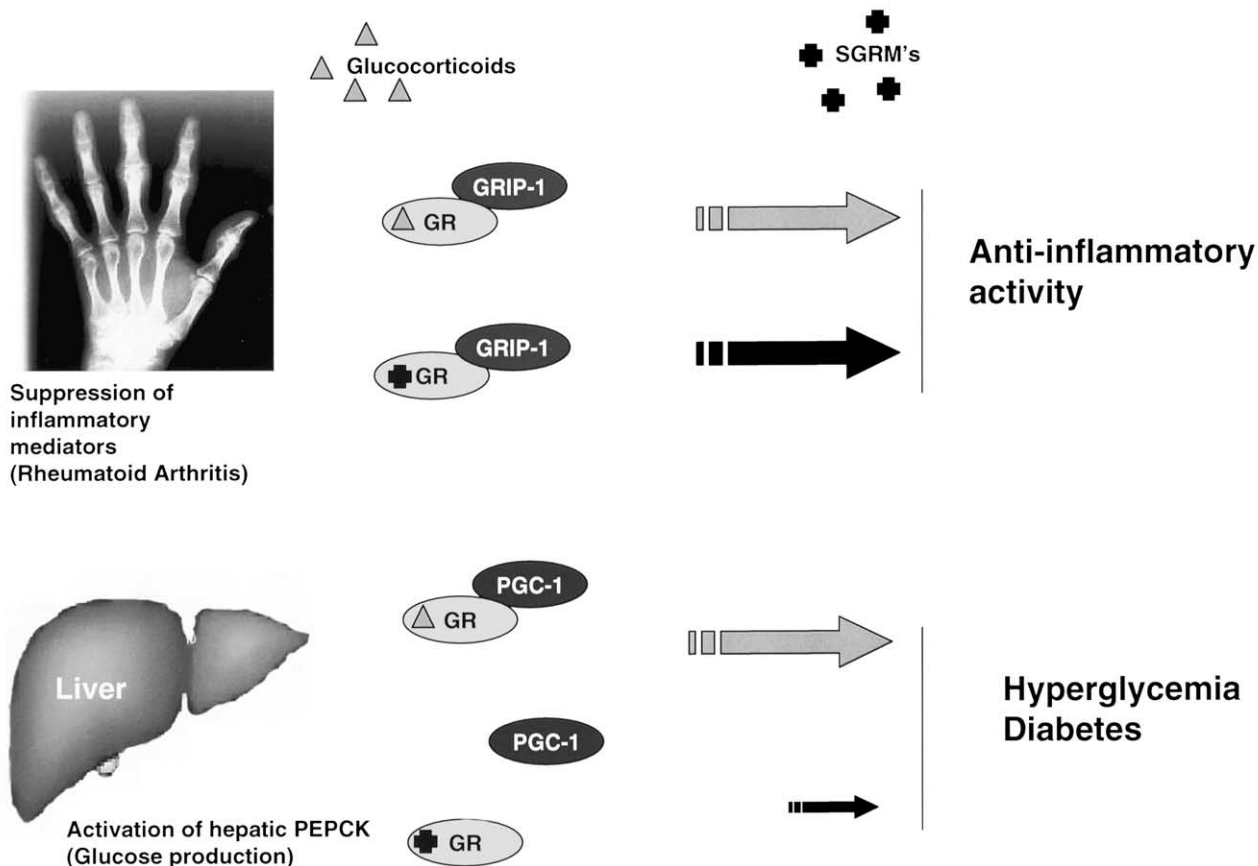 Glucocorticoids
SGRM's
GRIP-1
GR
Anti-inflammatory
activity
GRIP-1
GR
Suppression of
inflammatory
mediators
(Rheumatoid Arthritis)
PGC-1
GR
Liver
Hyperglycemia
Diabetes
PGC-1
Activation of hepatic PEPCK
(Glucose production)
GR